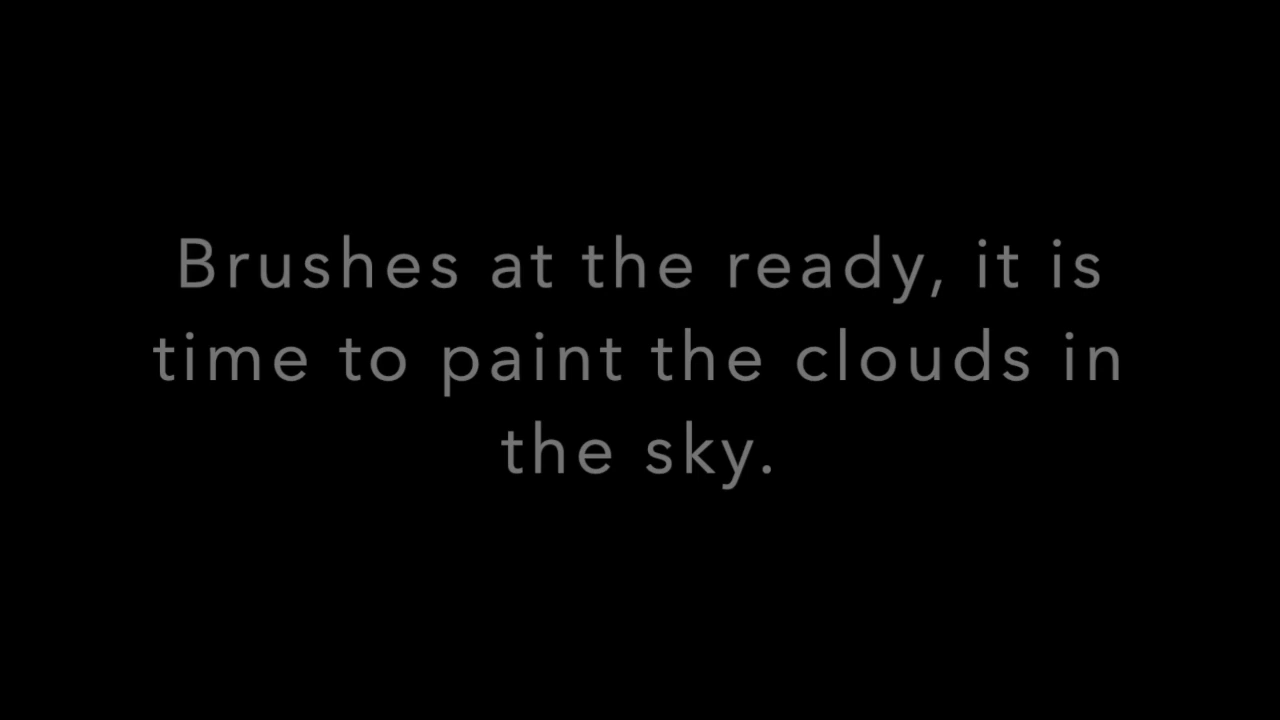 Brushes at the ready, it is
time to paint the clouds in
the sky.